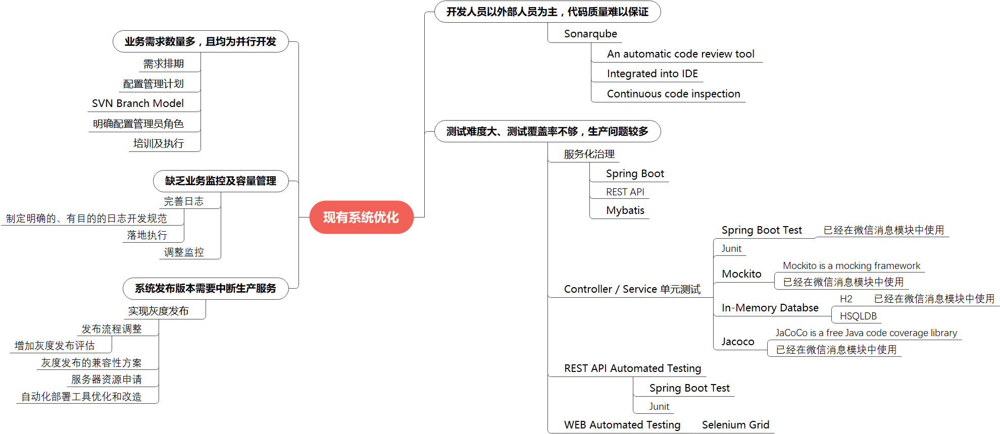 现有系统优化
开发人员以外部人员为主，代码质量难以保证
Sonarqube
An automatic code review tool
Integrated into IDE
Continuous code inspection
测试难度大、测试覆盖率不够，生产问题较多
服务化治理
Spring Boot
REST API
Mybatis
Controller / Service 单元测试
Spring Boot Test
已经在微信消息模块中使用
Junit
Mockito
Mockito is a mocking framework
已经在微信消息模块中使用
In-Memory Databse
H2
已经在微信消息模块中使用
HSQLDB
Jacoco
JaCoCo is a free Java code coverage library
已经在微信消息模块中使用
REST API Automated Testing
Spring Boot Test
Junit
WEB Automated Testing
Selenium Grid
业务需求数量多，且均为并行开发
需求排期
配置管理计划
SVN Branch Model
明确配置管理员角色
培训及执行
缺乏业务监控及容量管理
完善日志
制定明确的、有目的的日志开发规范
落地执行
调整监控
系统发布版本需要中断生产服务
实现灰度发布
发布流程调整
增加灰度发布评估
灰度发布的兼容性方案
服务器资源申请
自动化部署工具优化和改造